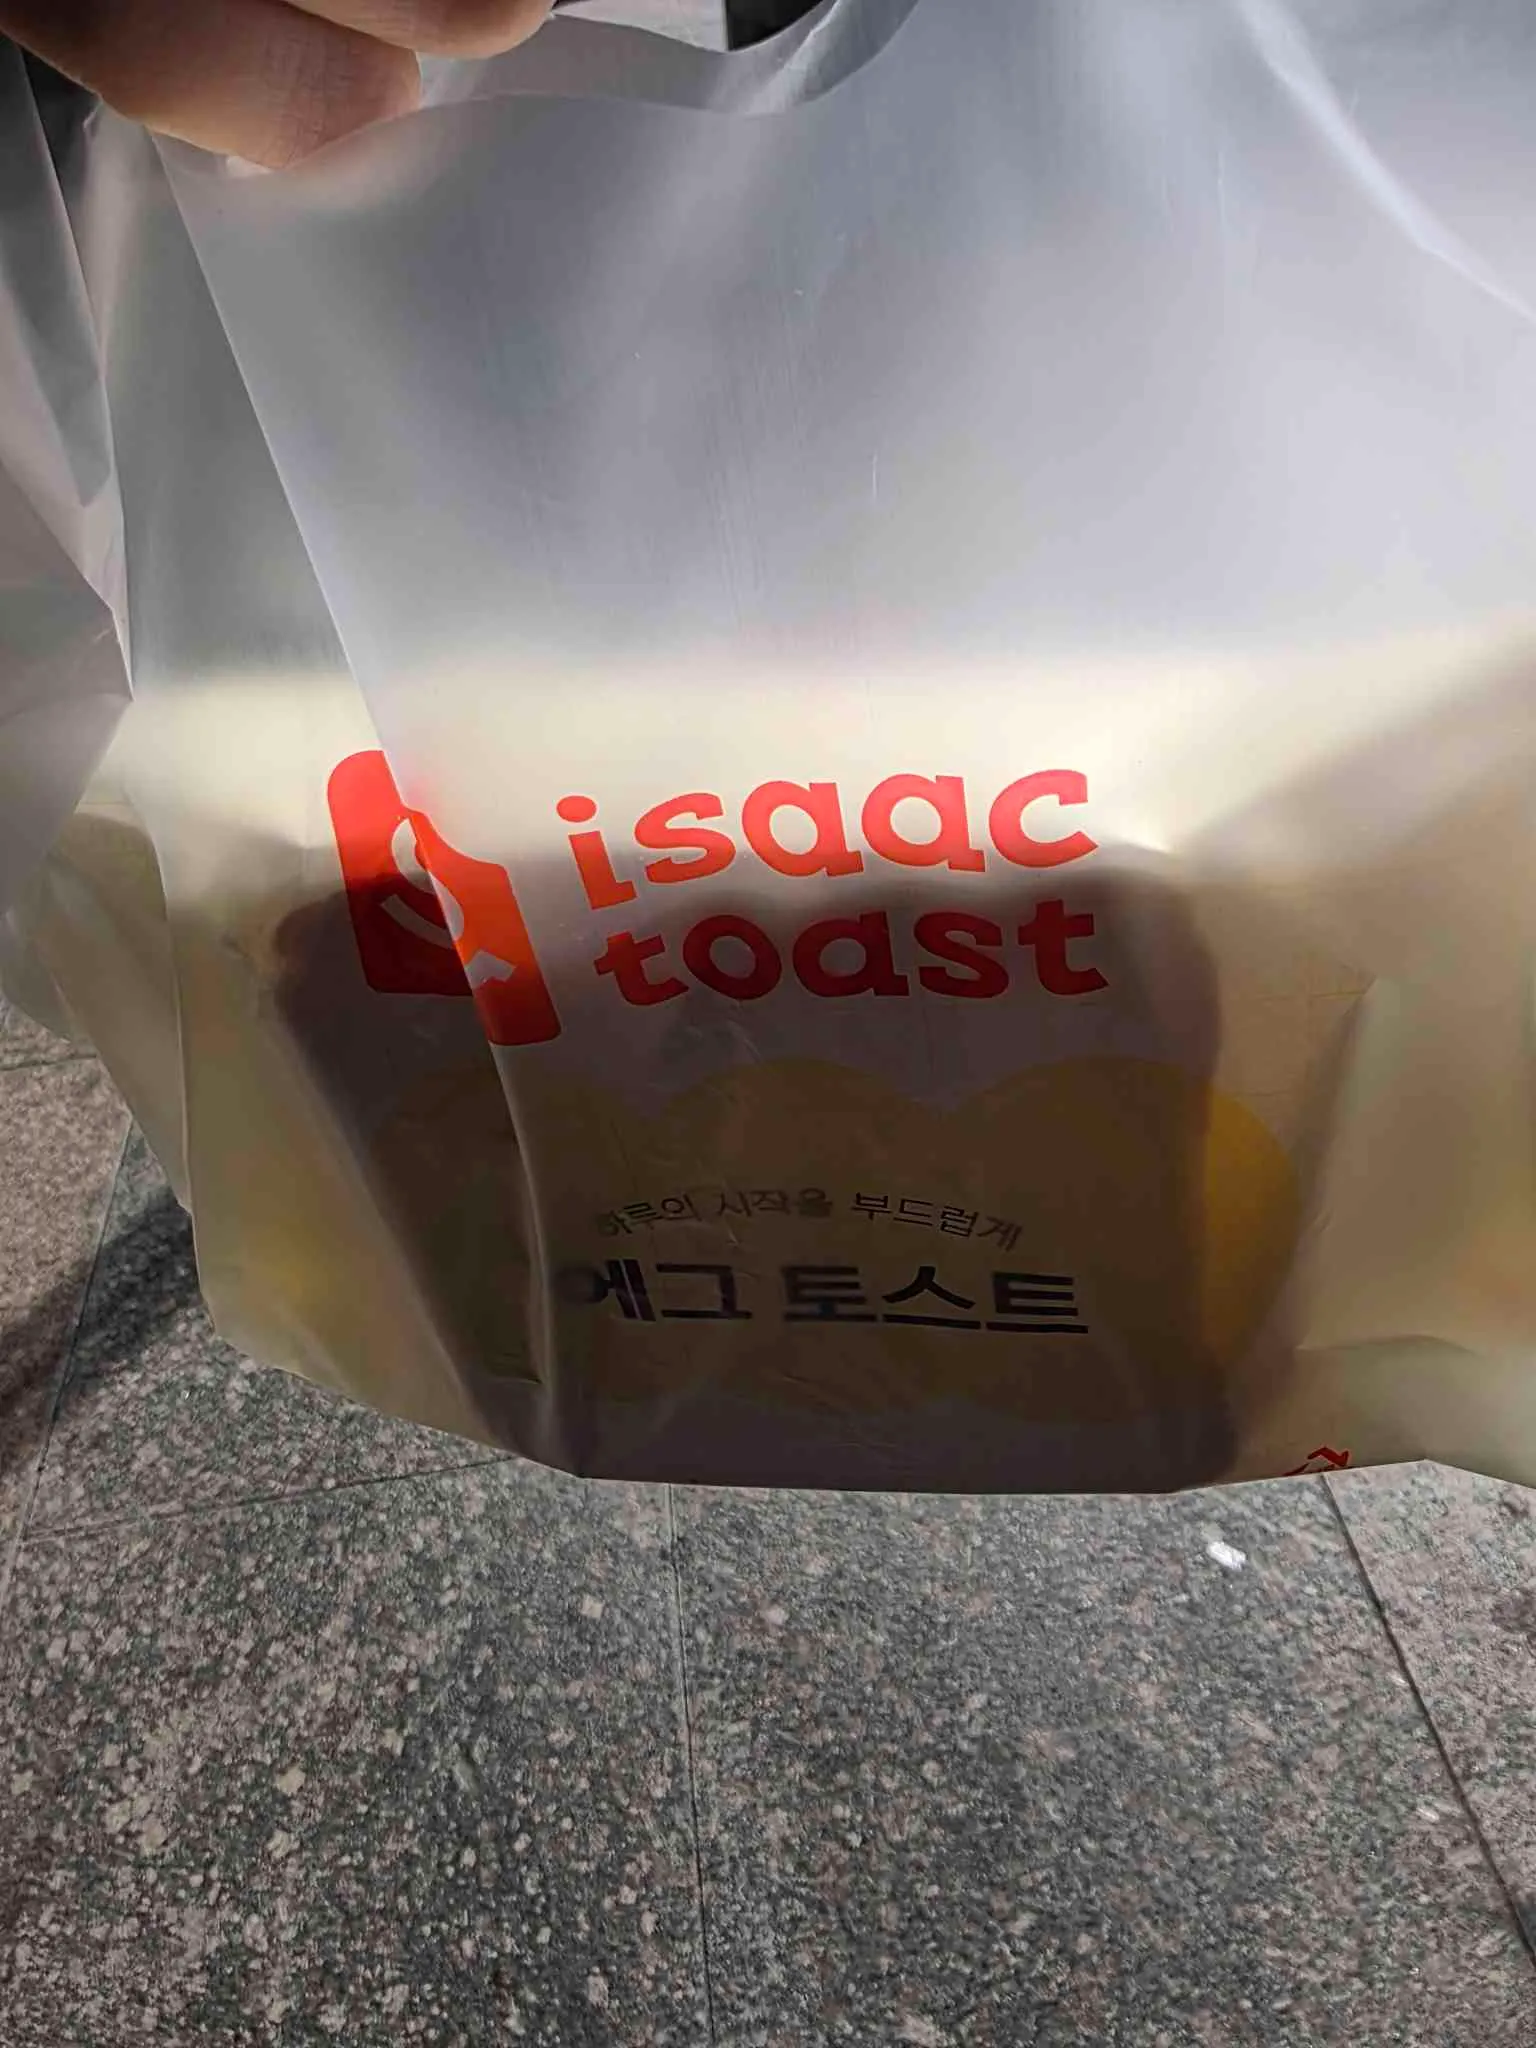 isaac
toast
하루의 시작을 부드럽게
에그 토스트